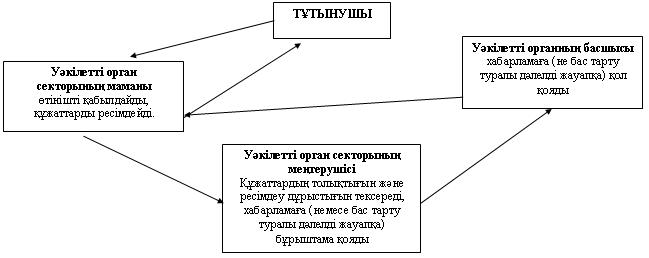 ТҰТЫНУШЫ
Уәкілетті орган
секторының маманы
өтінішті қабылдайды,
құжаттарды ресімдейді.
Уәкілетті органның басшысы
хабарламаға (не бас тарту
туралы дәлелді жауапқа) қол
қояды
Уәкілетті орган секторының
меңгерушісі
Құжаттардың толықтығын және
ресімдеу дұрыстығын тексереді,
хабарламаға (немесе бас тарту
туралы дәлелді жауапқа)
бұрыштама қояды